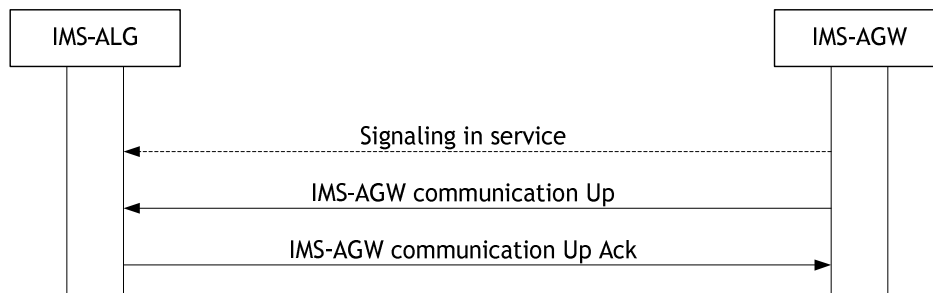 IMS-ALG
IMS-AGW
Signaling in service
IMS-AGW communication Up
IMS-AGW communication Up Ack